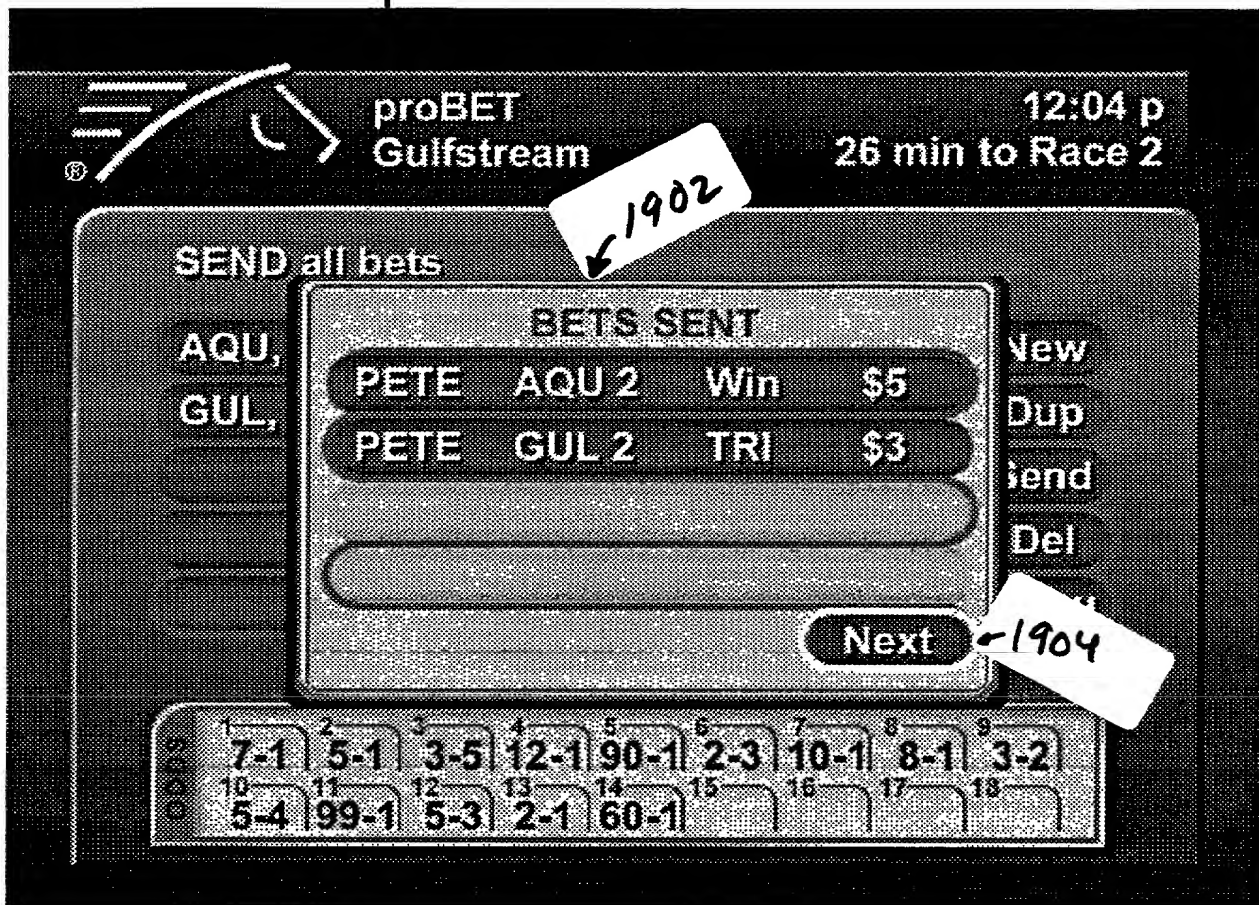 proBET
Gulfstream
12:04 p
26 min to Race 2
®
1902
SEND all bets
BETS SENT
AQU,
GUL,
PETE AQU 2 Win $5
PETE GUL 2 TRI $3
New
Dup
Send
Del
Next
1904
ODDS
1 7-1 2 5-1 3 3-5 4 12-1 5 90-1 6 2-3 7 10-1 8 8-1 9 3-2
10 5-4 11 99-1 12 5-3 13 2-1 14 60-1 15 16 17 18